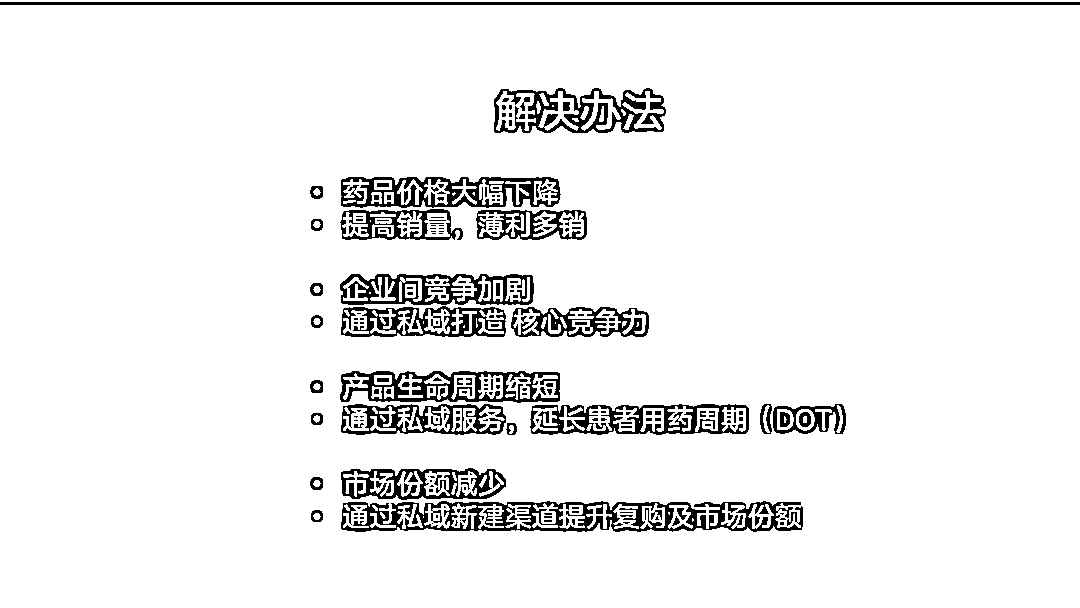 解决办法
药品价格大幅下降
提高销量，薄利多销
企业间竞争加剧
通过私域打造 核心竞争力
产品生命周期缩短
通过私域服务，延长患者用药周期（DOT）
市场份额减少
通过私域新建渠道提升复购及市场份额